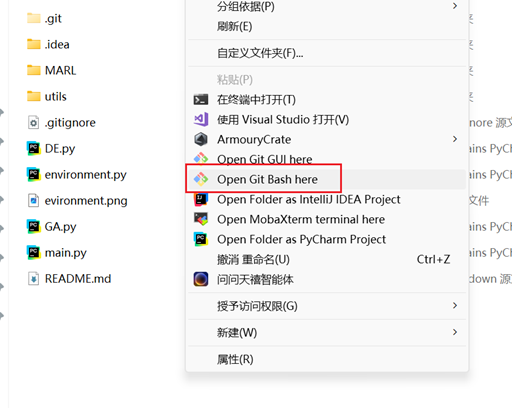 .git
.idea
MARL
utils
.gitignore
DE.py
environment.py
evironment.png
GA.py
main.py
README.md
分组依据(P)
刷新(E)
自定义文件夹(F)...
粘贴(P)
在终端中打开(T)
使用 Visual Studio 打开(V)
ArmouryCrate
Open Git GUI here
Open Git Bash here
Open Folder as IntelliJ IDEA Project
Open MobaXterm terminal here
Open Folder as PyCharm Project
撤消 重命名(U) Ctrl+Z
问问天禧智能体
授予访问权限(G)
新建(W)
属性(R)
nore 源文
ains PyCh
ains PyCh
文件
ains PyCh
ains PyCh
down 源文